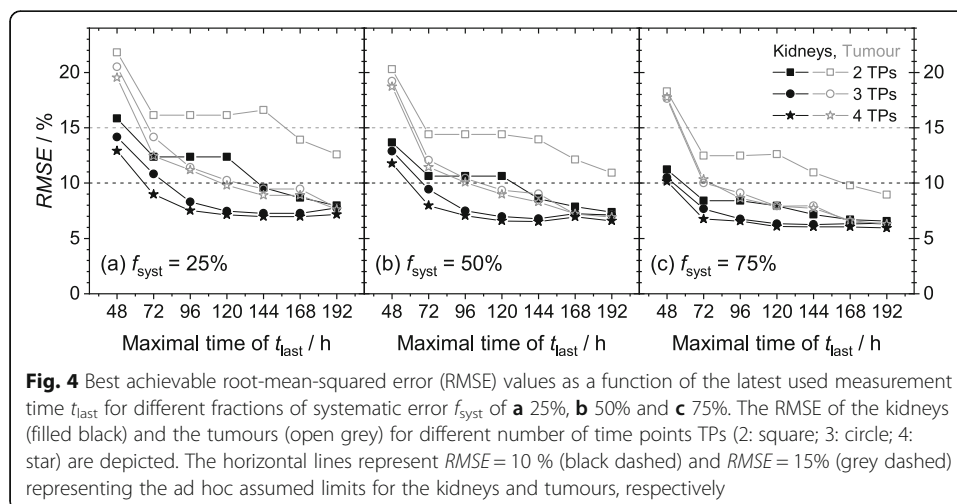 Kidneys, Tumour
2 TPs
3 TPs
4 TPs
RMSE / %
20
15
10
5
0
20
15
10
5
0
(a) fsyst = 25%
(b) fsyst = 50%
(c) fsyst = 75%
48 72 96 120 144 168 192
48 72 96 120 144 168 192
48 72 96 120 144 168 192
Maximal time of tlast / h
Maximal time of tlast / h
Maximal time of tlast / h
Fig. 4 Best achievable root-mean-squared error (RMSE) values as a function of the latest used measurement
time tlast for different fractions of systematic error fsyst of a 25%, b 50% and c 75%. The RMSE of the kidneys
(filled black) and the tumours (open grey) for different number of time points TPs (2: square; 3: circle; 4:
star) are depicted. The horizontal lines represent RMSE = 10 % (black dashed) and RMSE = 15% (grey dashed)
representing the ad hoc assumed limits for the kidneys and tumours, respectively